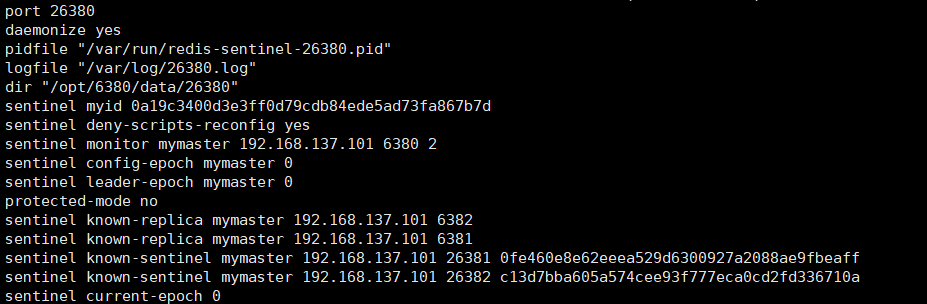 port 26380
daemonize yes
pidfile "/var/run/redis-sentinel-26380.pid"
logfile "/var/log/26380.log"
dir "/opt/6380/data/26380"
sentinel myid 0a19c3400d3e3ff0d79cdb84ede5ad73fa867b7d
sentinel deny-scripts-reconfig yes
sentinel monitor mymaster 192.168.137.101 6380 2
sentinel config-epoch mymaster 0
sentinel leader-epoch mymaster 0
protected-mode no
sentinel known-replica mymaster 192.168.137.101 6382
sentinel known-replica mymaster 192.168.137.101 6381
sentinel known-sentinel mymaster 192.168.137.101 26381 0fe460e8e62eeea529d6300927a2088ae9fbeaff
sentinel known-sentinel mymaster 192.168.137.101 26382 c13d7bba605a574cee93f777eca0cd2fd336710a
sentinel current-epoch 0